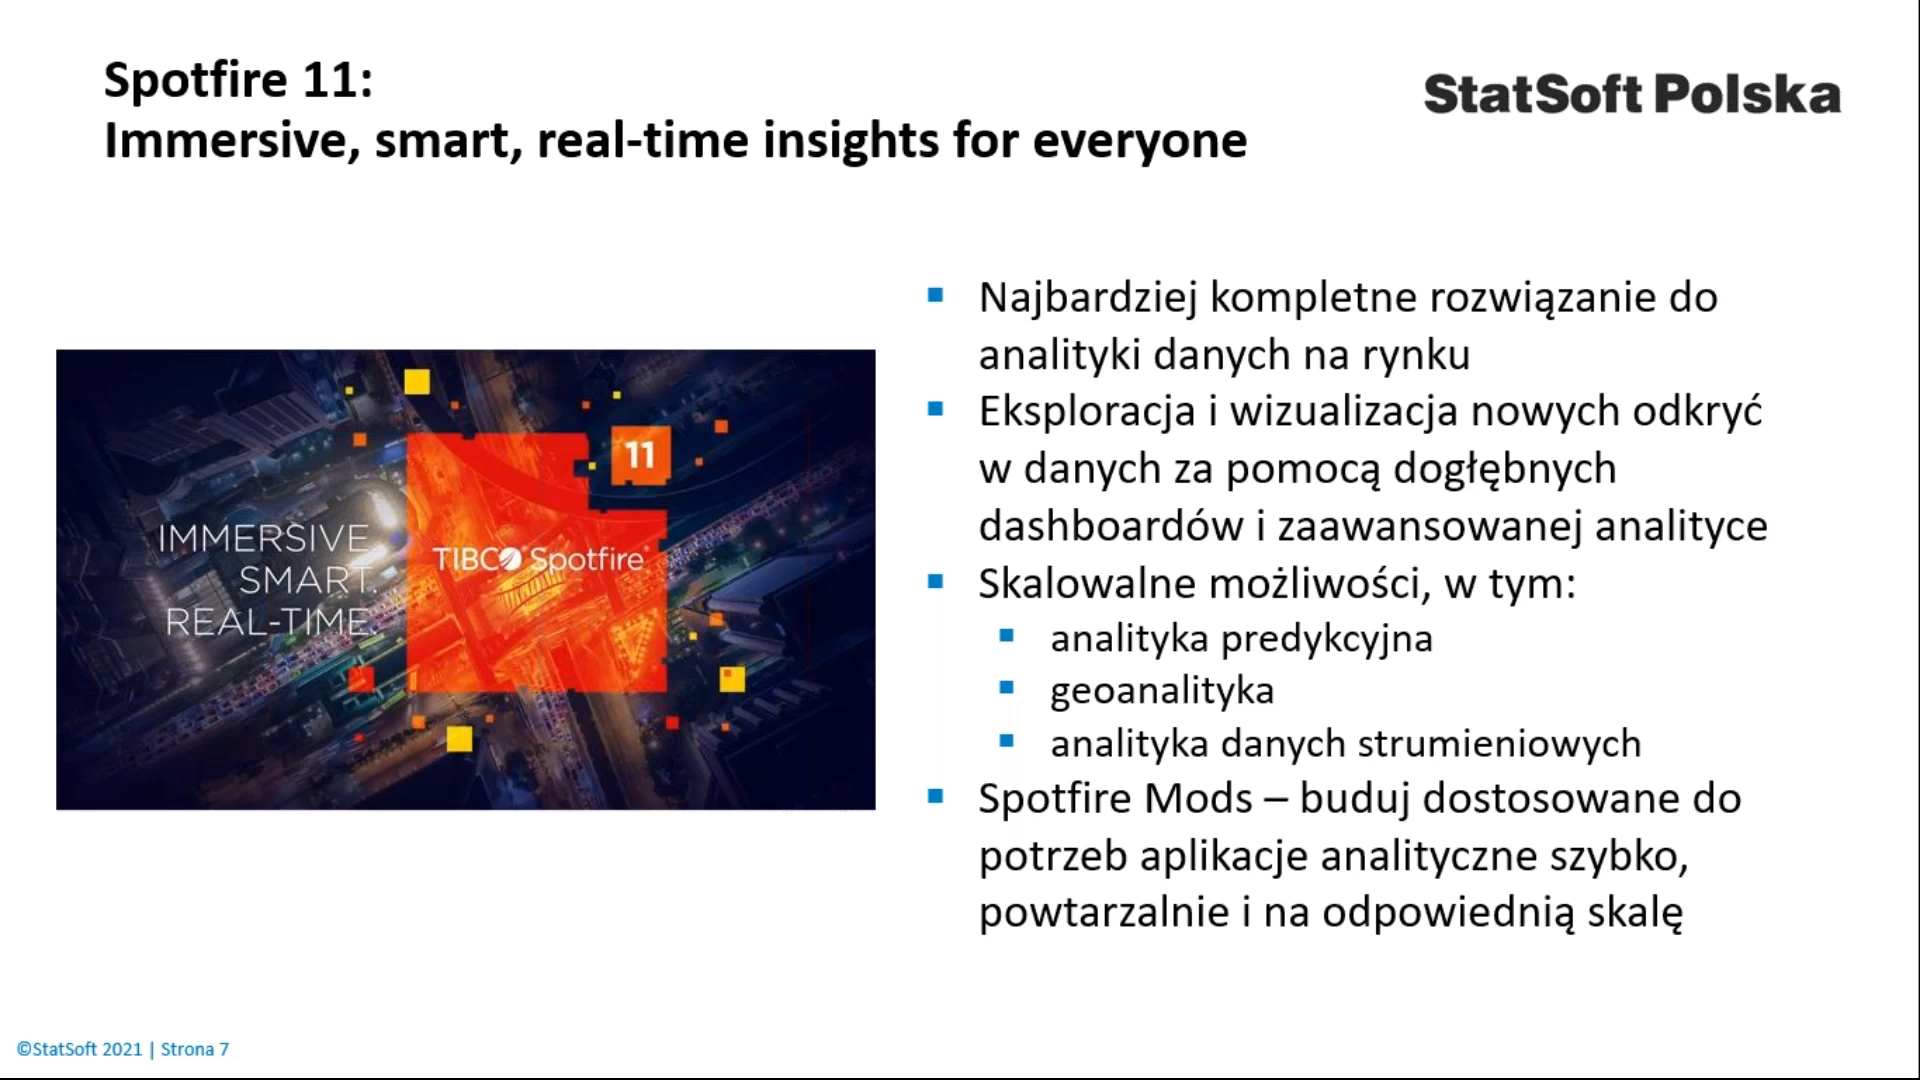 Spotfire 11:
Immersive, smart, real-time insights for everyone
StatSoft Polska
IMMERSIVE.
SMART.
REAL-TIME.
11
TIBCO Spotfire®
▪ Najbardziej kompletne rozwiązanie do
analityki danych na rynku
▪ Eksploracja i wizualizacja nowych odkryć
w danych za pomocą dogłębnych
dashboardów i zaawansowanej analityce
▪ Skalowalne możliwości, w tym:
▪ analityka predykcyjna
▪ geoanalityka
▪ analityka danych strumieniowych
▪ Spotfire Mods – buduj dostosowane do
potrzeb aplikacje analityczne szybko,
powtarzalnie i na odpowiednią skalę
©StatSoft 2021 | Strona 7